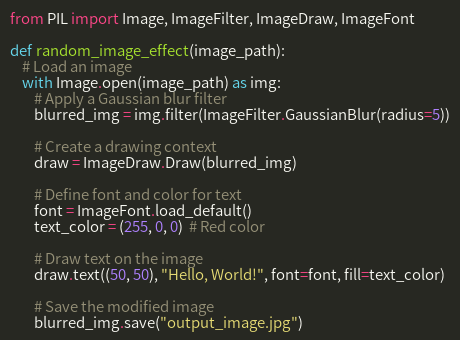 from PIL import Image, ImageFilter, ImageDraw, ImageFont

def random_image_effect(image_path):
    # Load an image
    with Image.open(image_path) as img:
        # Apply a Gaussian blur filter
        blurred_img = img.filter(ImageFilter.GaussianBlur(radius=5))

        # Create a drawing context
        draw = ImageDraw.Draw(blurred_img)

        # Define font and color for text
        font = ImageFont.load_default()
        text_color = (255, 0, 0)  # Red color

        # Draw text on the image
        draw.text((50, 50), "Hello, World!", font=font, fill=text_color)

        # Save the modified image
        blurred_img.save("output_image.jpg")